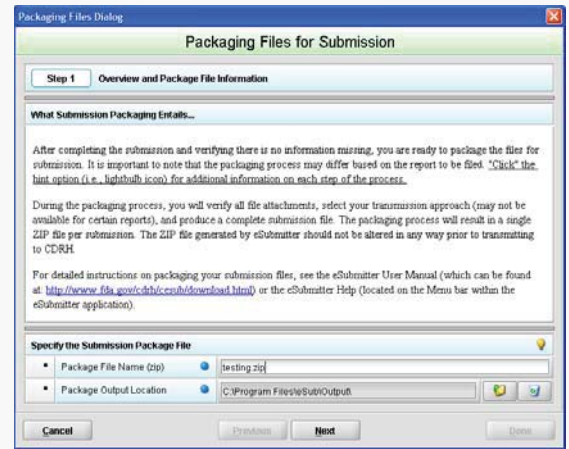 Packaging Files Dialog
Packaging Files for Submission
Step 1 Overview and Package File Information
What Submission Packaging Entails...
After completing the submission and verifying there is no information missing, you are ready to package the files for
submission. It is important to note that the packaging process may differ based on the report to be filed. "Click" the
hint option (i.e., lightbulb icon) for additional information on each step of the process.
During the packaging process, you will verify all file attachments, select your transmission approach (may not be
available for certain reports), and produce a complete submission file. The packaging process will result in a single
ZIP file per submission. The ZIP file generated by eSubmitter should not be altered in any way prior to transmitting
to CDRH.
For detailed instructions on packaging your submission files, see the eSubmitter User Manual (which can be found
at: http://www.fda.gov/cdrh/cesub/download.html) or the eSubmitter Help (located on the Menu bar within the
eSubmitter application).
Specify the Submission Package File
Package File Name (zip) testing.zip
Package Output Location C:\Program Files\eSub\Output\
Cancel Previous Next Done